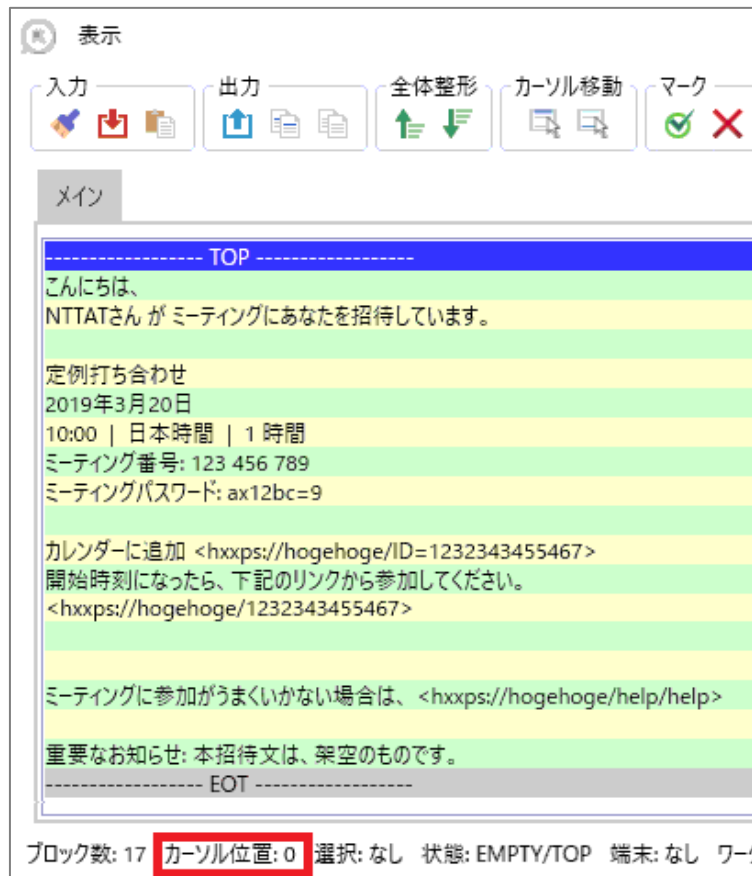 表示
入力 出力 全体整形 カーソル移動 マーク
メイン
------------------ TOP ------------------
こんにちは、
NTTATさん が ミーティングにあなたを招待しています。
定例打ち合わせ
2019年3月20日
10:00 | 日本時間 | 1 時間
ミーティング番号: 123 456 789
ミーティングパスワード: ax12bc=9
カレンダーに追加 <hxxps://hogehoge/ID=1232343455467>
開始時刻になったら、下記のリンクから参加してください。
<hxxps://hogehoge/1232343455467>
ミーティングに参加がうまくいかない場合は、 <hxxps://hogehoge/help/help>
重要なお知らせ: 本招待文は、架空のものです。
------------------ EOT ------------------
ブロック数: 17 カーソル位置: 0 選択: なし 状態: EMPTY/TOP 端末: なし